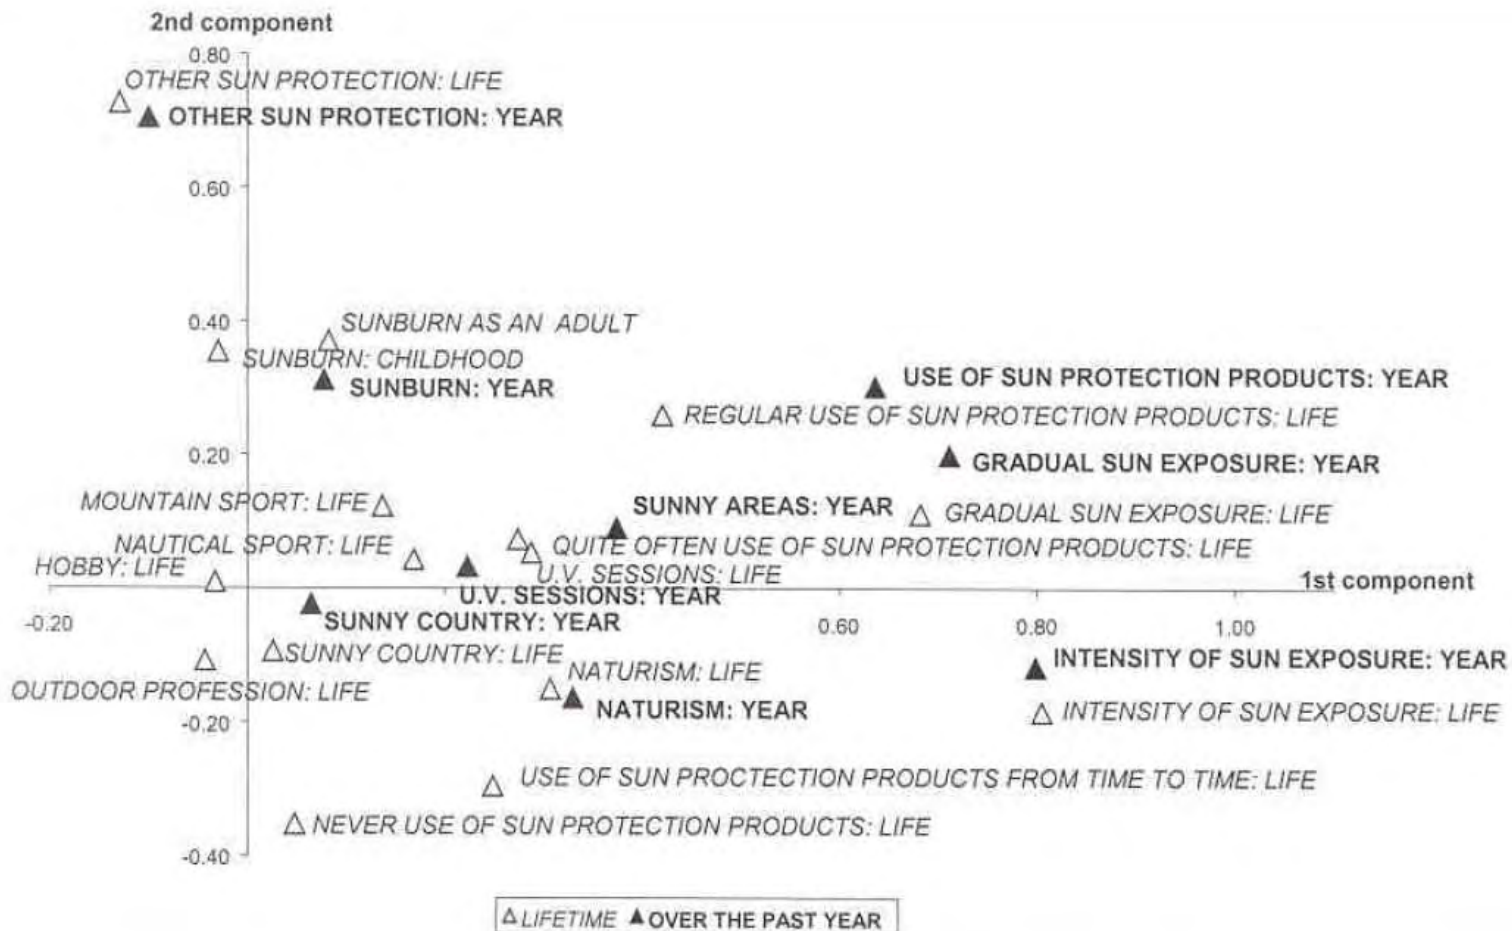 2nd component
0.80
OTHER SUN PROTECTION: LIFE
OTHER SUN PROTECTION: YEAR
0.60
0.40
SUNBURN AS AN ADULT
SUNBURN: CHILDHOOD
SUNBURN: YEAR
USE OF SUN PROTECTION PRODUCTS: YEAR
REGULAR USE OF SUN PROTECTION PRODUCTS: LIFE
0.20
GRADUAL SUN EXPOSURE: YEAR
MOUNTAIN SPORT: LIFE
SUNNY AREAS: YEAR
GRADUAL SUN EXPOSURE: LIFE
NAUTICAL SPORT: LIFE
QUITE OFTEN USE OF SUN PROTECTION PRODUCTS: LIFE
HOBBY: LIFE
U.V. SESSIONS: LIFE
1st component
U.V. SESSIONS: YEAR
-0.20
SUNNY COUNTRY: YEAR
0.60
0.80
1.00
SUNNY COUNTRY: LIFE
INTENSITY OF SUN EXPOSURE: YEAR
NATURISM: LIFE
OUTDOOR PROFESSION: LIFE
NATURISM: YEAR
INTENSITY OF SUN EXPOSURE: LIFE
-0.20
USE OF SUN PROCTECTION PRODUCTS FROM TIME TO TIME: LIFE
NEVER USE OF SUN PROTECTION PRODUCTS: LIFE
-0.40
LIFETIME OVER THE PAST YEAR